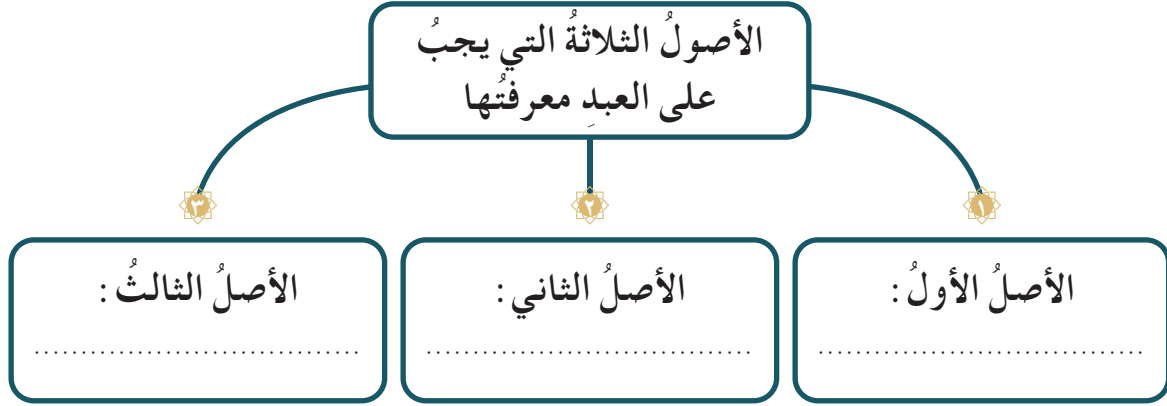 الأصولُ الثلاثةُ التي يجبُ
على العبدِ معرفتُها
١
٢
٣
الأصلُ الأولُ :
....................................
الأصلُ الثاني :
....................................
الأصلُ الثالثُ :
....................................